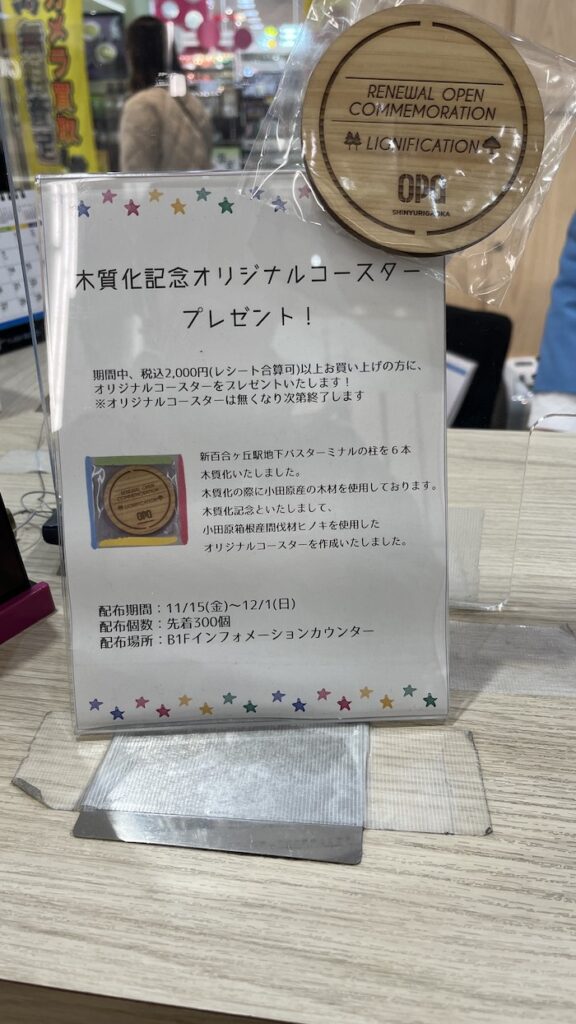 カメラ買取
RENEWAL OPEN
COMMEMORATION
LIGNIFICATION
OPA
SHINYURIGAOKA
木質化記念オリジナルコースター
プレゼント！
期間中、税込2,000円(レシート合算可)以上お買い上げの方に、
オリジナルコースターをプレゼントいたします！
※オリジナルコースターは無くなり次第終了します
RENEWAL OPEN
COMMEMORATION
LIGNIFICATION
OPA
新百合ヶ丘駅地下バスターミナルの柱を６本
木質化いたしました。
木質化の際に小田原産の木材を使用しております。
木質化記念といたしまして、
小田原箱根産間伐材ヒノキを使用した
オリジナルコースターを作成いたしました。
配布期間：11/15(金)～12/1(日)
配布個数：先着300個
配布場所：B1Fインフォメーションカウンター